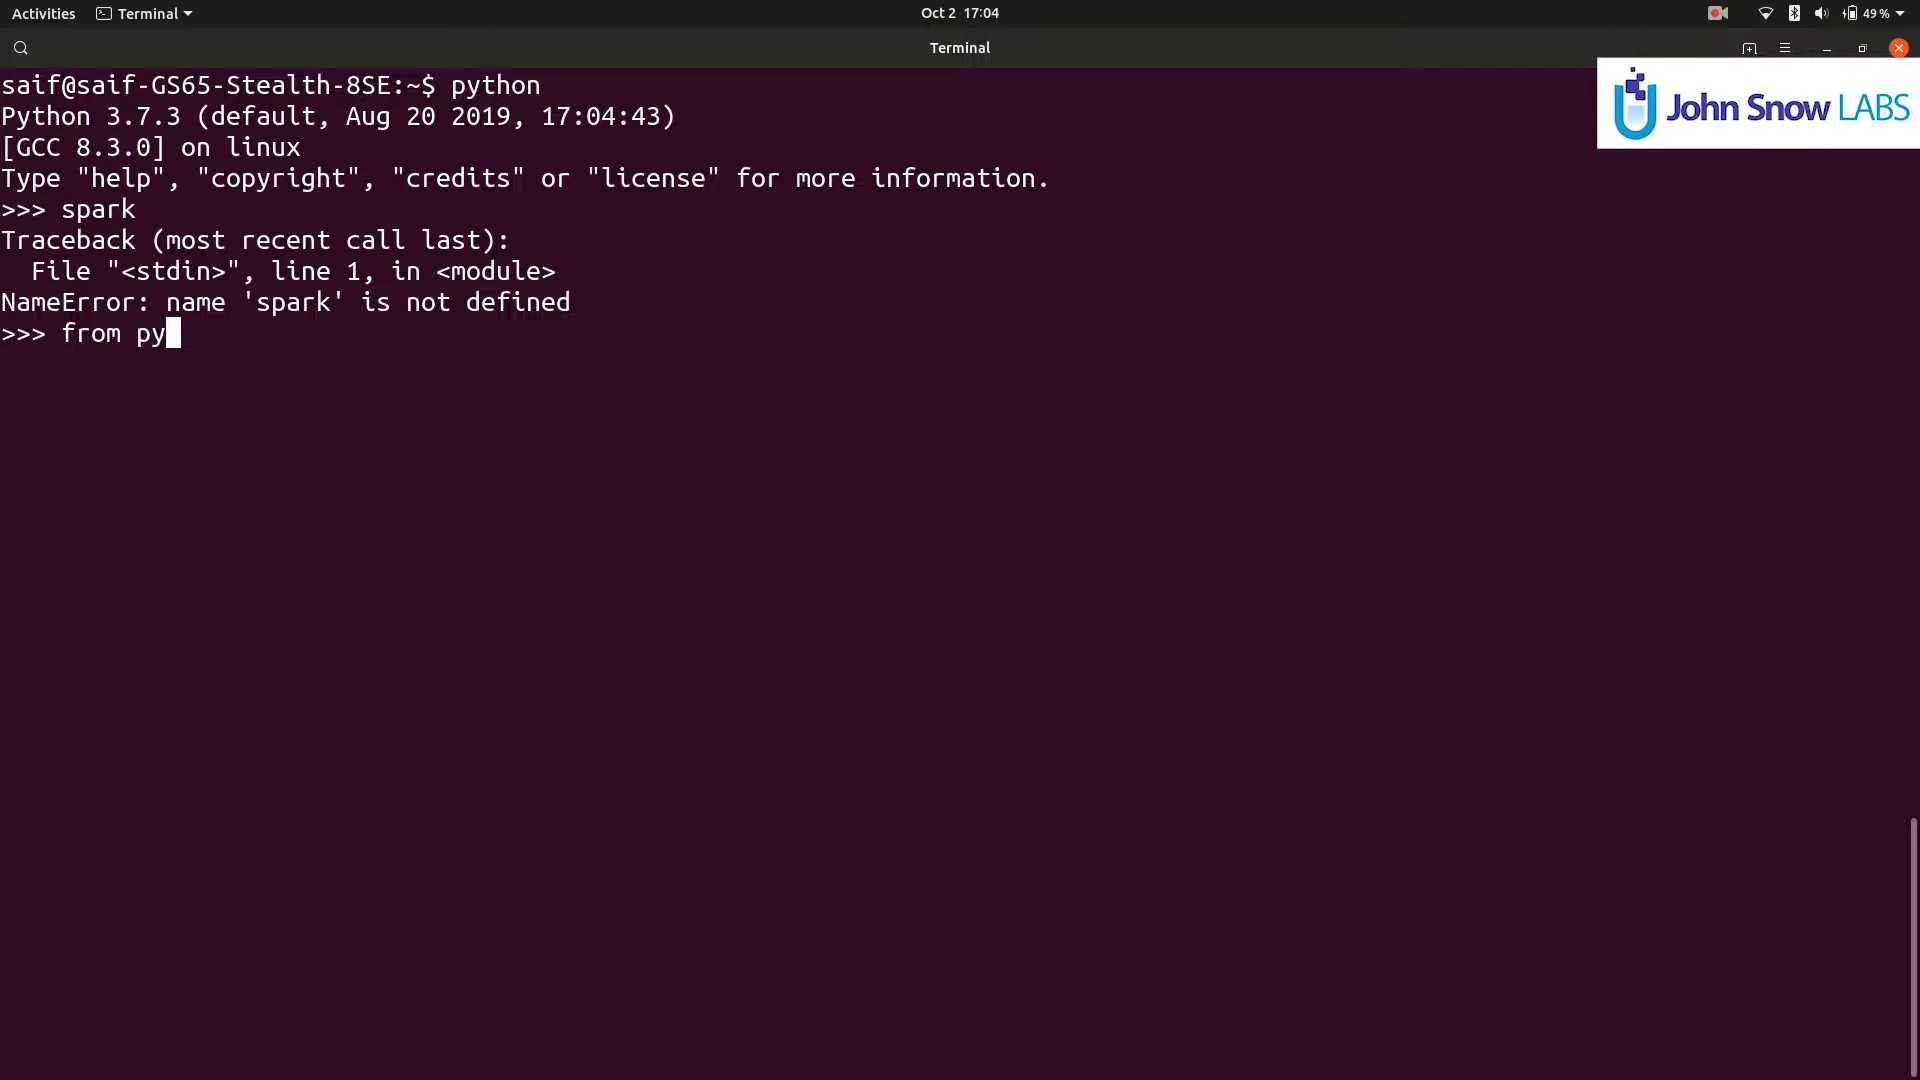 Activities Terminal Oct 2 17:04 49 %
Terminal
John Snow LABS
saif@saif-GS65-Stealth-8SE:~$ python
Python 3.7.3 (default, Aug 20 2019, 17:04:43)
[GCC 8.3.0] on linux
Type "help", "copyright", "credits" or "license" for more information.
>>> spark
Traceback (most recent call last):
  File "<stdin>", line 1, in <module>
NameError: name 'spark' is not defined
>>> from py